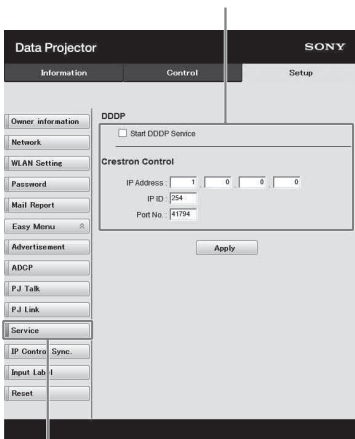 Data Projector
SONY
Information
Control
Setup
Owner information
Network
WLAN Setting
Password
Mail Report
Easy Menu
Advertisement
ADCP
PJ Talk
PJ Link
Service
IP Control Sync.
Input Label
Reset
DDDP
Start DDDP Service
Crestron Control
IP Address : 1 . 0 . 0 . 0
IP ID : 254
Port No. : 41794
Apply